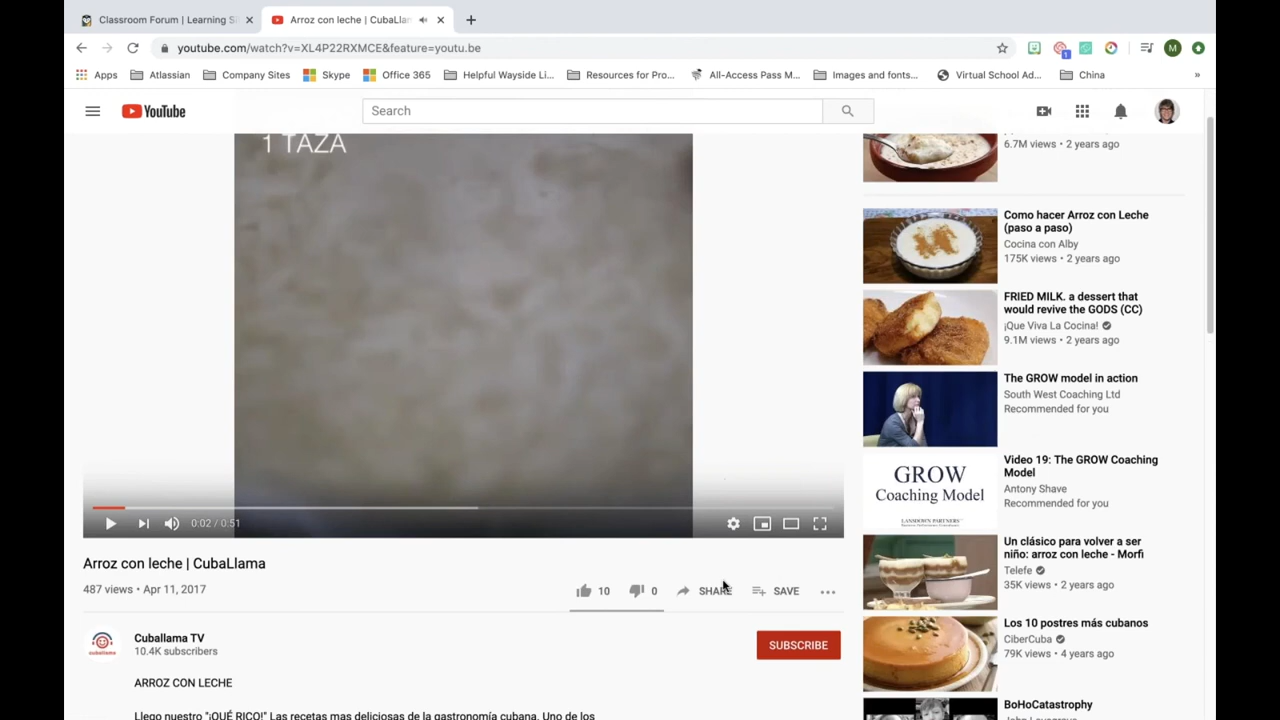 Classroom Forum | Learning S
Arroz con leche | CubaLlam
youtube.com/watch?v=XL4P22RXMCE&feature=youtu.be
1
M
Apps
Atlassian
Company Sites
Skype
Office 365
Helpful Wayside Li...
Resources for Pro...
All-Access Pass M...
Images and fonts...
Virtual School Ad...
China
»
YouTube
Search
1 TAZA
0:02 / 0:51
Arroz con leche | CubaLlama
487 views • Apr 11, 2017
10
0
SHARE
SAVE
Cuballama TV
10.4K subscribers
SUBSCRIBE
cuballama
ARROZ CON LECHE
Llego nuestro "¡QUÉ RICO!" Las recetas mas deliciosas de la gastronomía cubana. Uno de los
6.7M views • 2 years ago
Como hacer Arroz con Leche
(paso a paso)
Cocina con Alby
175K views • 2 years ago
FRIED MILK. a dessert that
would revive the GODS (CC)
¡Que Viva La Cocina!
9.1M views • 2 years ago
The GROW model in action
South West Coaching Ltd
Recommended for you
GROW
Coaching Model
LANSDOWN PARTNERS
Video 19: The GROW Coaching
Model
Antony Shave
Recommended for you
Un clásico para volver a ser
niño: arroz con leche - Morfi
Telefe
35K views • 2 years ago
Los 10 postres más cubanos
CiberCuba
79K views • 4 years ago
BoHoCatastrophy